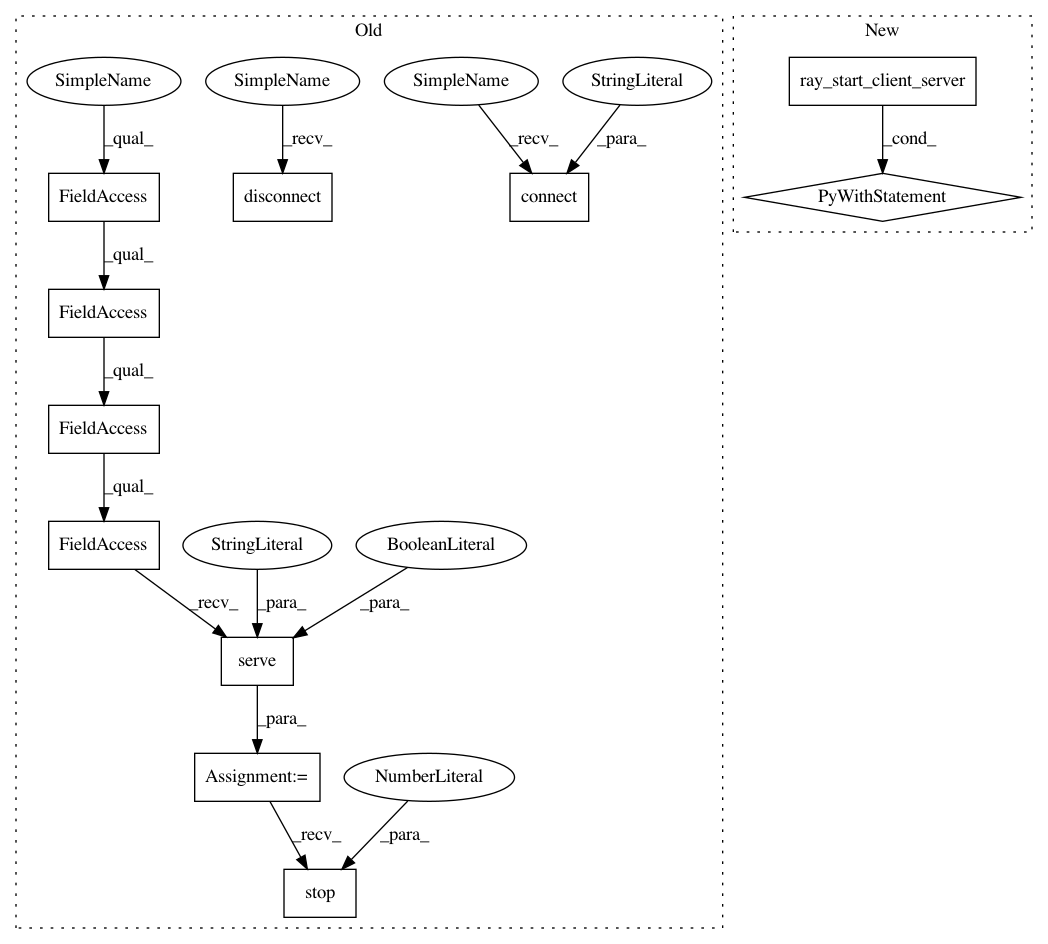 Old
New
SimpleName
SimpleName
SimpleName
StringLiteral
ray_start_client_server
_qual_
_recv_
_recv_
_para_
_cond_
FieldAccess
disconnect
connect
PyWithStatement
_qual_
FieldAccess
_qual_
FieldAccess
_qual_
FieldAccess
StringLiteral
BooleanLiteral
_recv_
_para_
_para_
serve
_para_
Assignment:=
NumberLiteral
_recv_
_para_
stop